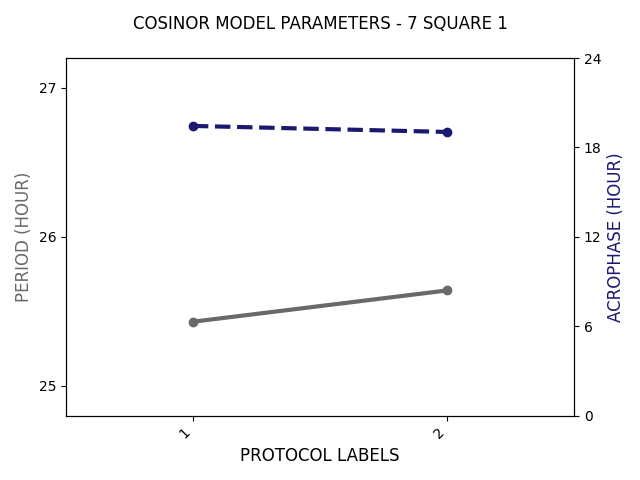 COSINOR MODEL PARAMETERS - 7 SQUARE 1
27
26
25
PERIOD (HOUR)
24
18
12
6
0
ACROPHASE (HOUR)
1
2
PROTOCOL LABELS